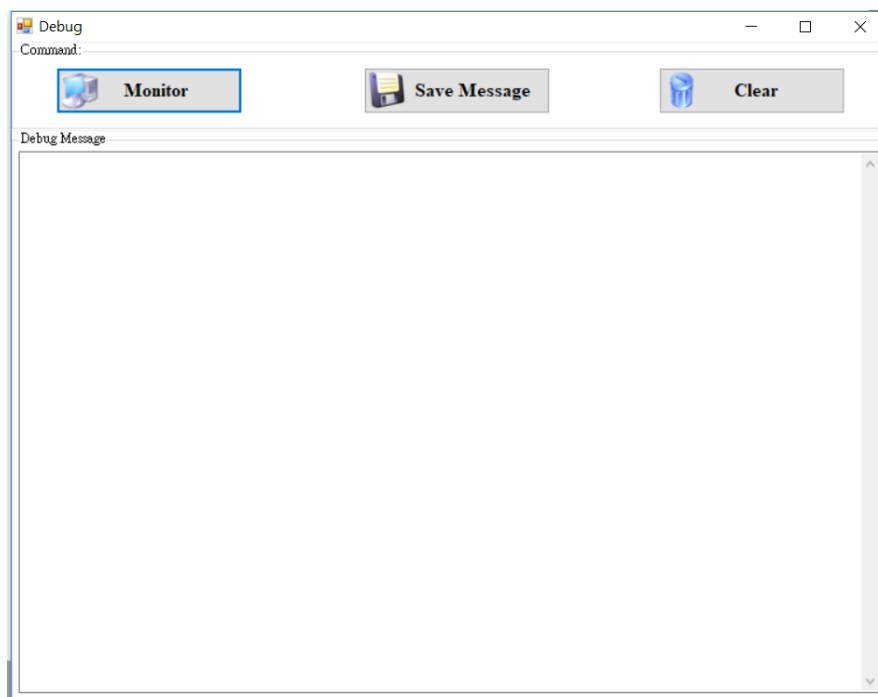 Debug
Command:
Monitor
Save Message
Clear
Debug Message